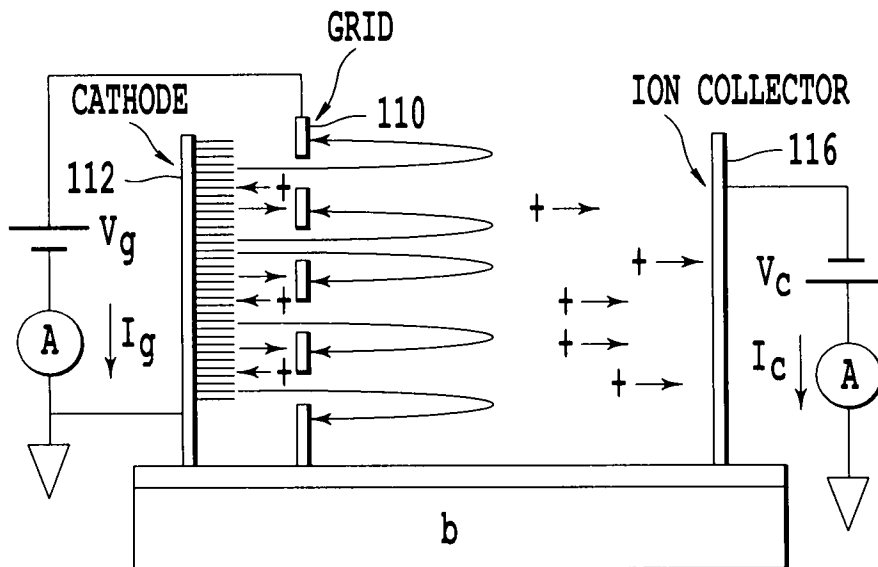 GRID
CATHODE
110
ION COLLECTOR
112
116
+
+
Vg
+
+
Vc
+
+
A
Ig
+
+
Ic
A
b